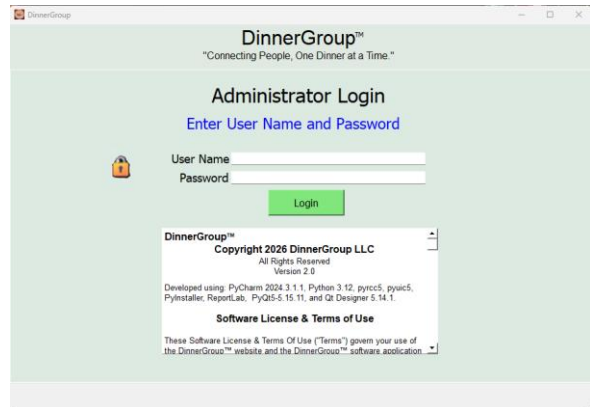 DinnerGroup
DinnerGroup™
"Connecting People, One Dinner at a Time."
Administrator Login
Enter User Name and Password
User Name
Password
Login
DinnerGroup™
Copyright 2026 DinnerGroup LLC
All Rights Reserved
Version 2.0
Developed using: PyCharm 2024.3.1.1, Python 3.12, pyrcc5, pyuic5,
PyInstaller, ReportLab, PyQt5-5.15.11, and Qt Designer 5.14.1.
Software License & Terms of Use
These Software License & Terms Of Use ("Terms") govern your use of
the DinnerGroup™ website and the DinnerGroup™ software application